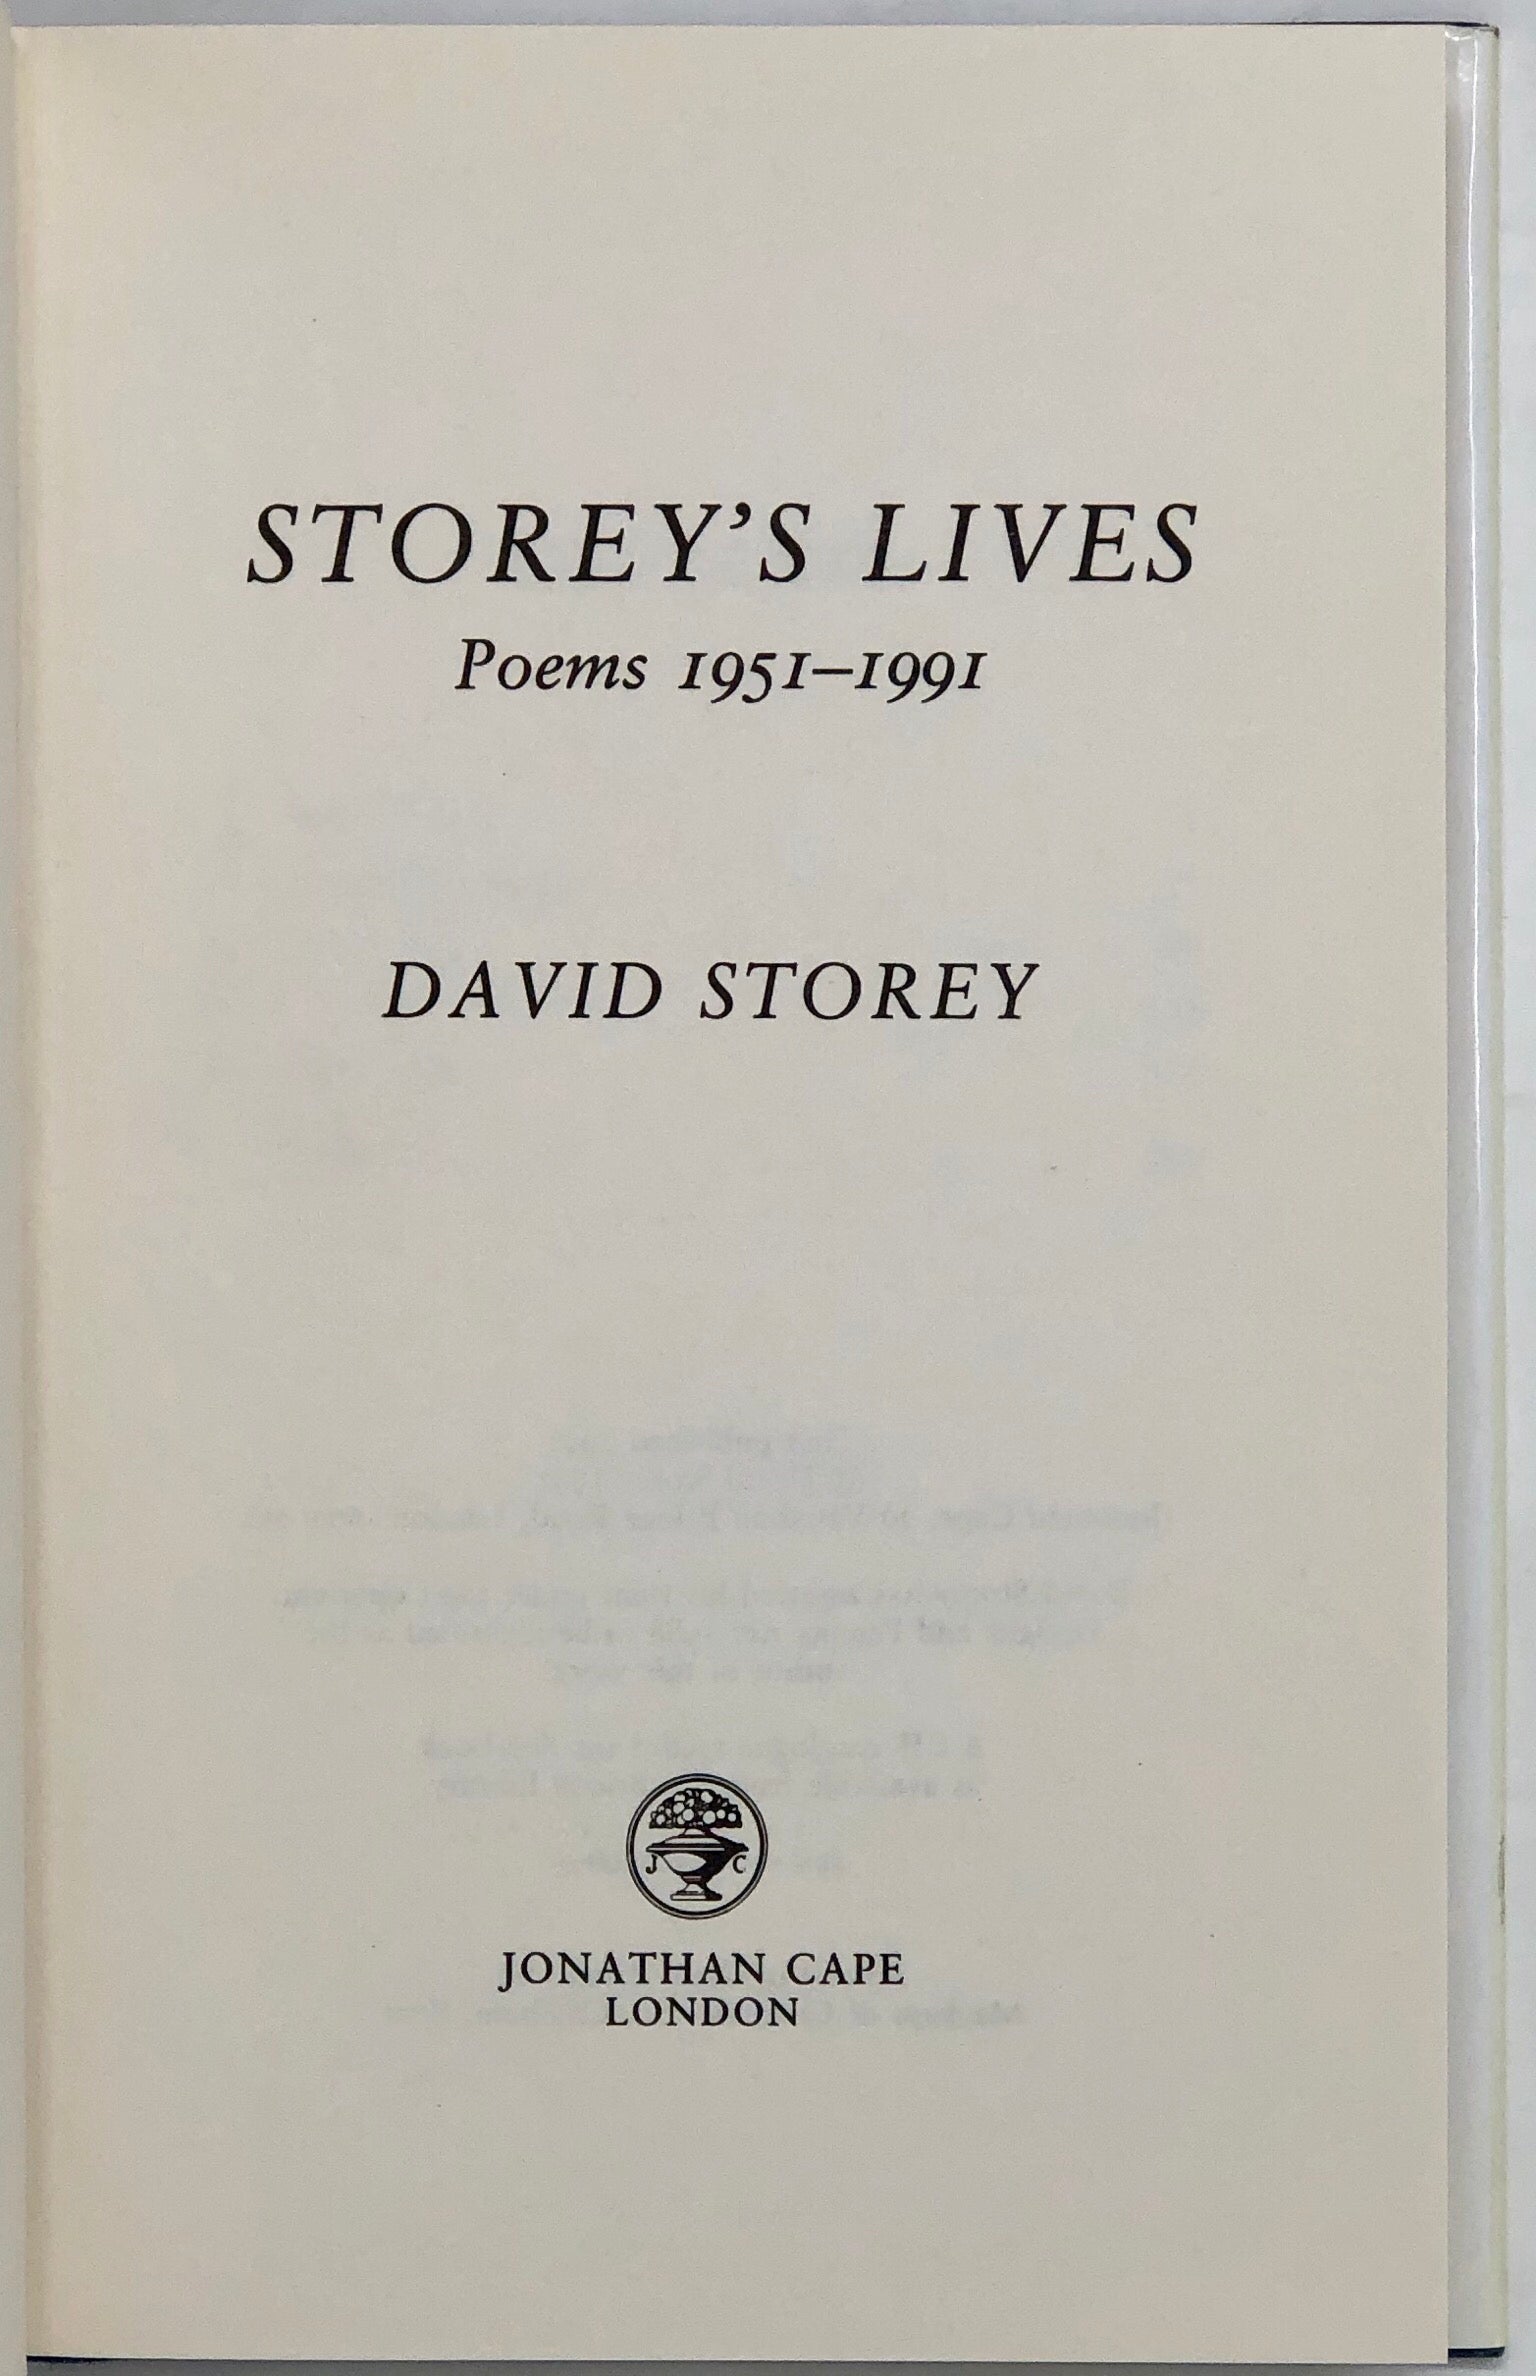 STOREY'S LIVES
Poems 1951–1991
DAVID STOREY
J C
JONATHAN CAPE
LONDON